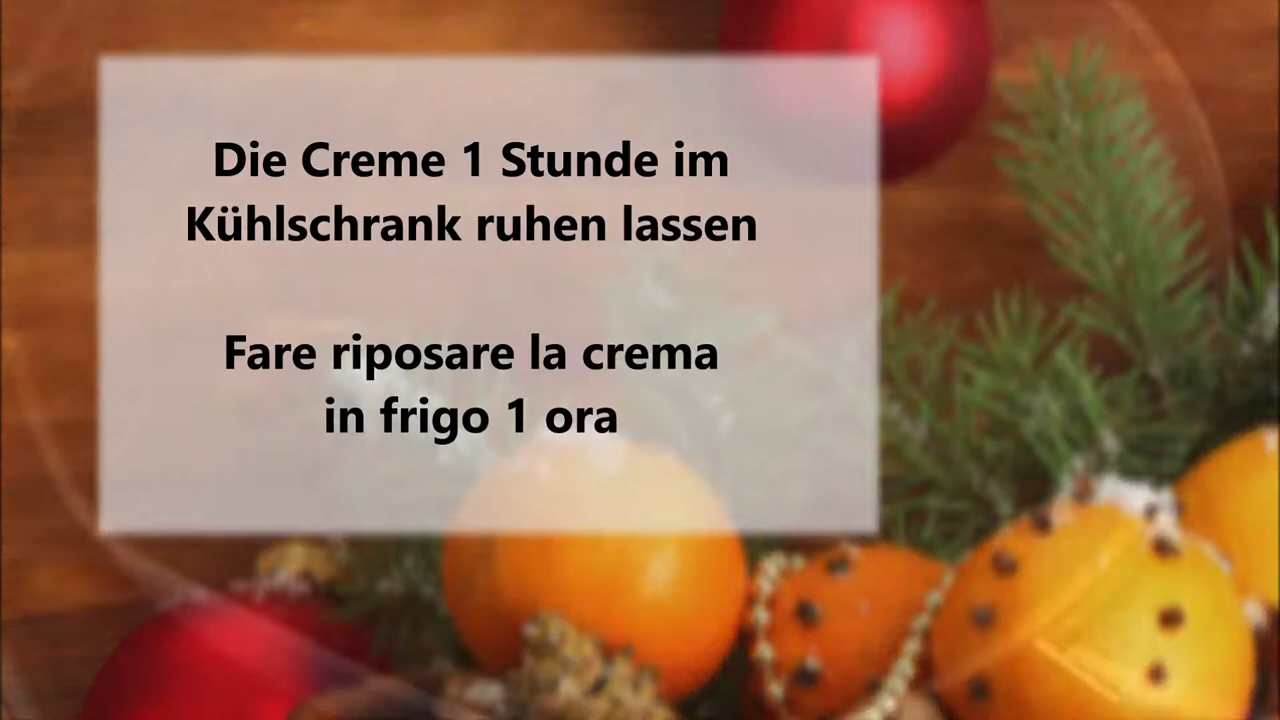 Die Creme 1 Stunde im
Kühlschrank ruhen lassen
Fare riposare la crema
in frigo 1 ora